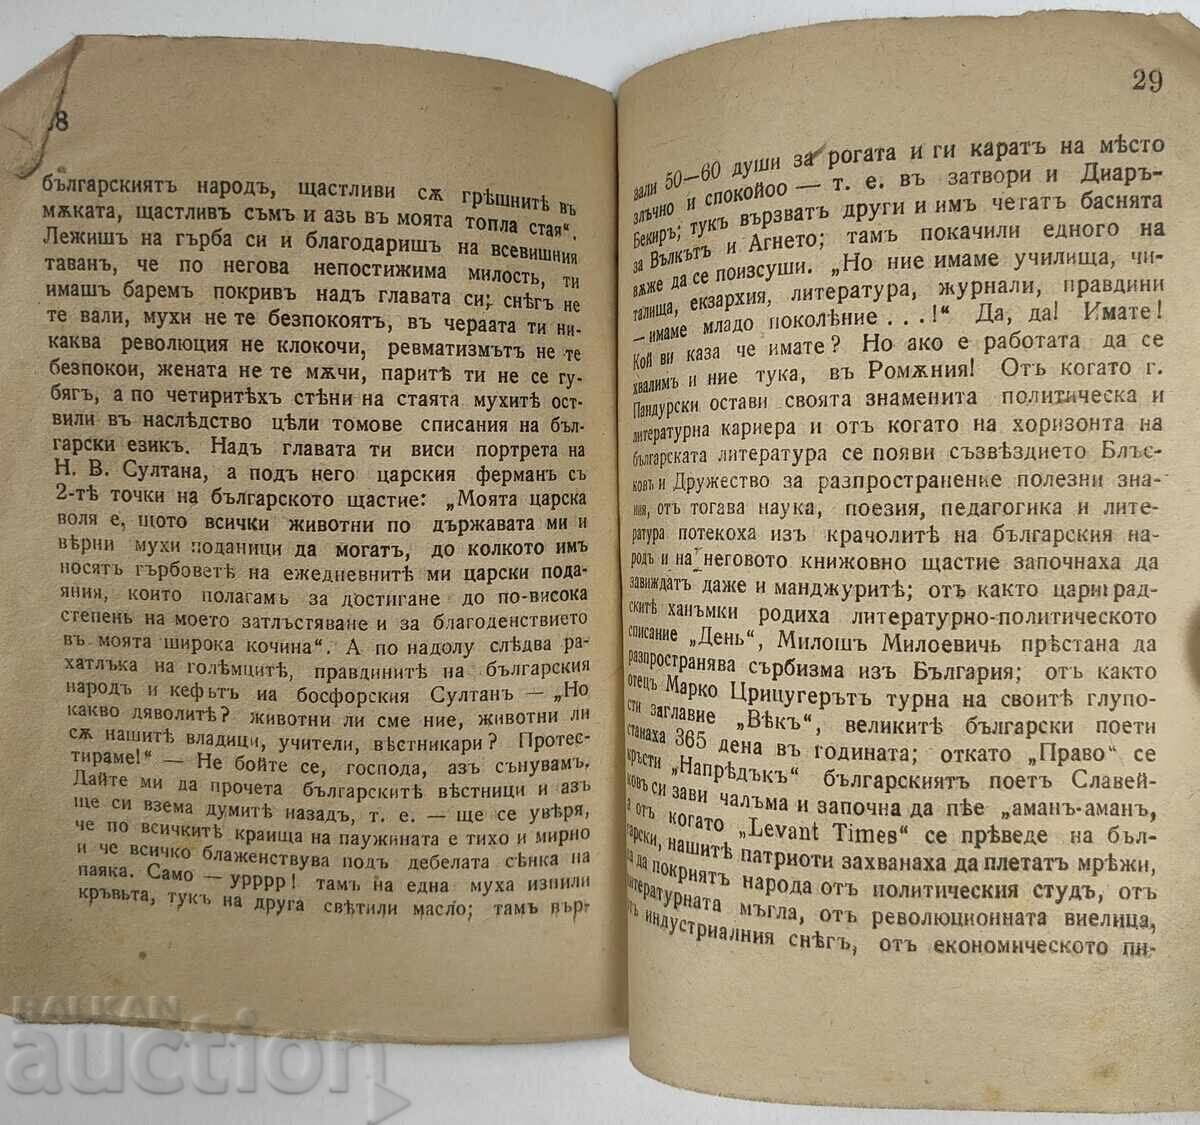 28
българскиятъ народъ, щастливи сѫ грѣшнитѣ въ
мѫката, щастливъ съмъ и азъ въ моята топла стая“.
Лежишъ на гърба си и благодаришъ на всевишния
таванъ, че по негова непостижима милость, ти
имашъ баремъ покривъ надъ главата си; снѣгъ не
те вали, мухи не те безпокоятъ, въ чераата ти ни-
каква революция не клокочи, ревматизмътъ не те
безпокои, жената не те мѫчи, паритѣ ти не се гу-
бягъ, а по четиритѣхъ стѣни на стаята мухитѣ ост-
вили въ наслѣдство цѣли томове списания на бъл-
гарски езикъ. Надъ главата ти виси портрета на
Н. В. Султана, а подъ него царския ферманъ съ
2-тѣ точки на българското щастие: „Моята царска
воля е, щото всички животни по държавата ми и
вѣрни мухи поданици да могатъ, до колкото имъ
носятъ гърбоветѣ на ежедневнитѣ ми царски пода-
яния, които полагамъ за достигане до по-висока
степень на моето затлъстяване и за благоденствието
въ моята широка кочина“. А по надолу слѣдва ра-
хатлъка на голѣмцитѣ, правдинитѣ на българския
народъ и кефътъ иа босфорския Султанъ — „Но
какво дяволитѣ? животни ли сме ние, животни ли
сѫ нашитѣ владици, учители, вѣстникари? Протес-
тираме!“ — Не бойте се, господа, азъ сънувамъ.
Дайте ми да прочета българскитѣ вѣстници и азъ
ще си взема думитѣ назадъ, т. е. — ще се увѣря,
че по всичкитѣ краища на паужината е тихо и мирно
и че всичко блаженствува подъ дебелата сѣнка на
паяка. Само — урррр! тамъ на една муха изпили
кръвьта, тукъ на друга свѣтили масло; тамъ вър-
29
вали 50—60 души за рогата и ги каратъ на мѣсто
злъчно и спокойоо — т. е. въ затвори и Диаръ-
Бекиръ; тукъ вързватъ други и имъ четатъ баснята
за Вълкътъ и Агнето; тамъ покачили едного на
вѫже да се поизсуши. „Но ние имаме училища, чи-
талища, екзархия, литература, журнали, правдини
— имаме младо поколѣние . . .!“ Да, да! Имате!
Кой ви каза че имате? Но ако е работата да се
хвалимъ и ние тука, въ Ромѫния! Отъ когато г.
Пандурски остави своята знаменита политическа и
литературна кариера и отъ когато на хоризонта на
българската литература се появи съзвѣздието Блъс-
ковъ и Дружество за разпространение полезни зна-
ния, отъ тогава наука, поезия, педагогика и лите-
ратура потекоха изъ крачолитѣ на българския на-
родъ и на неговото книжовно щастие започнаха да
завиждатъ даже и манджуритѣ; отъ както цариград-
скитѣ ханъмки родиха литературно-политическото
списание „День“, Милошъ Милоевичь прѣстана да
разпространява сърбизма изъ България; отъ както
отецъ Марко Црицугерътъ турна на своитѣ глупо-
сти заглавие „Вѣкъ“, великитѣ български поети
станаха 365 дена въ годината; откато „Право“ се
кръсти „Напрѣдъкъ“ българскиятъ поетъ Славей-
ковъ си зави чалъма и започна да пѣе „аманъ-аманъ,
а отъ когато „Levant Times“ се прѣведе на бъл-
гарски, нашитѣ патриоти захванаха да плетатъ мрѣжи,
да покриятъ народа отъ политическия студъ, отъ
литературната мъгла, отъ революционната виелица,
отъ индустриалния снѣгъ, отъ економическото пи-
BALKAN
auction